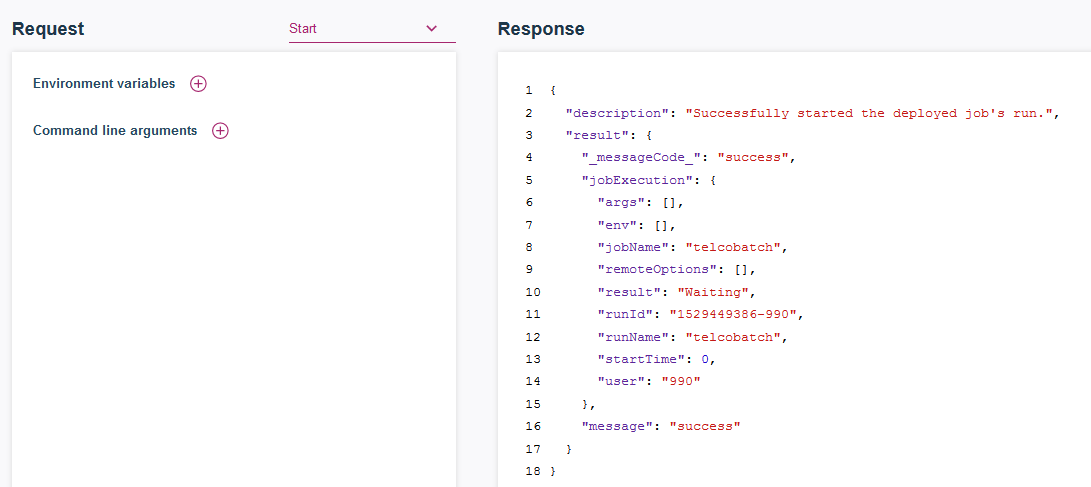 Request
Start
Environment variables
Command line arguments
Response
1 {
2 "description": "Successfully started the deployed job's run.",
3 "result": {
4 "_messageCode_": "success",
5 "jobExecution": {
6 "args": [],
7 "env": [],
8 "jobName": "telcobatch",
9 "remoteOptions": [],
10 "result": "Waiting",
11 "runId": "1529449386-990",
12 "runName": "telcobatch",
13 "startTime": 0,
14 "user": "990"
15 },
16 "message": "success"
17 }
18 }